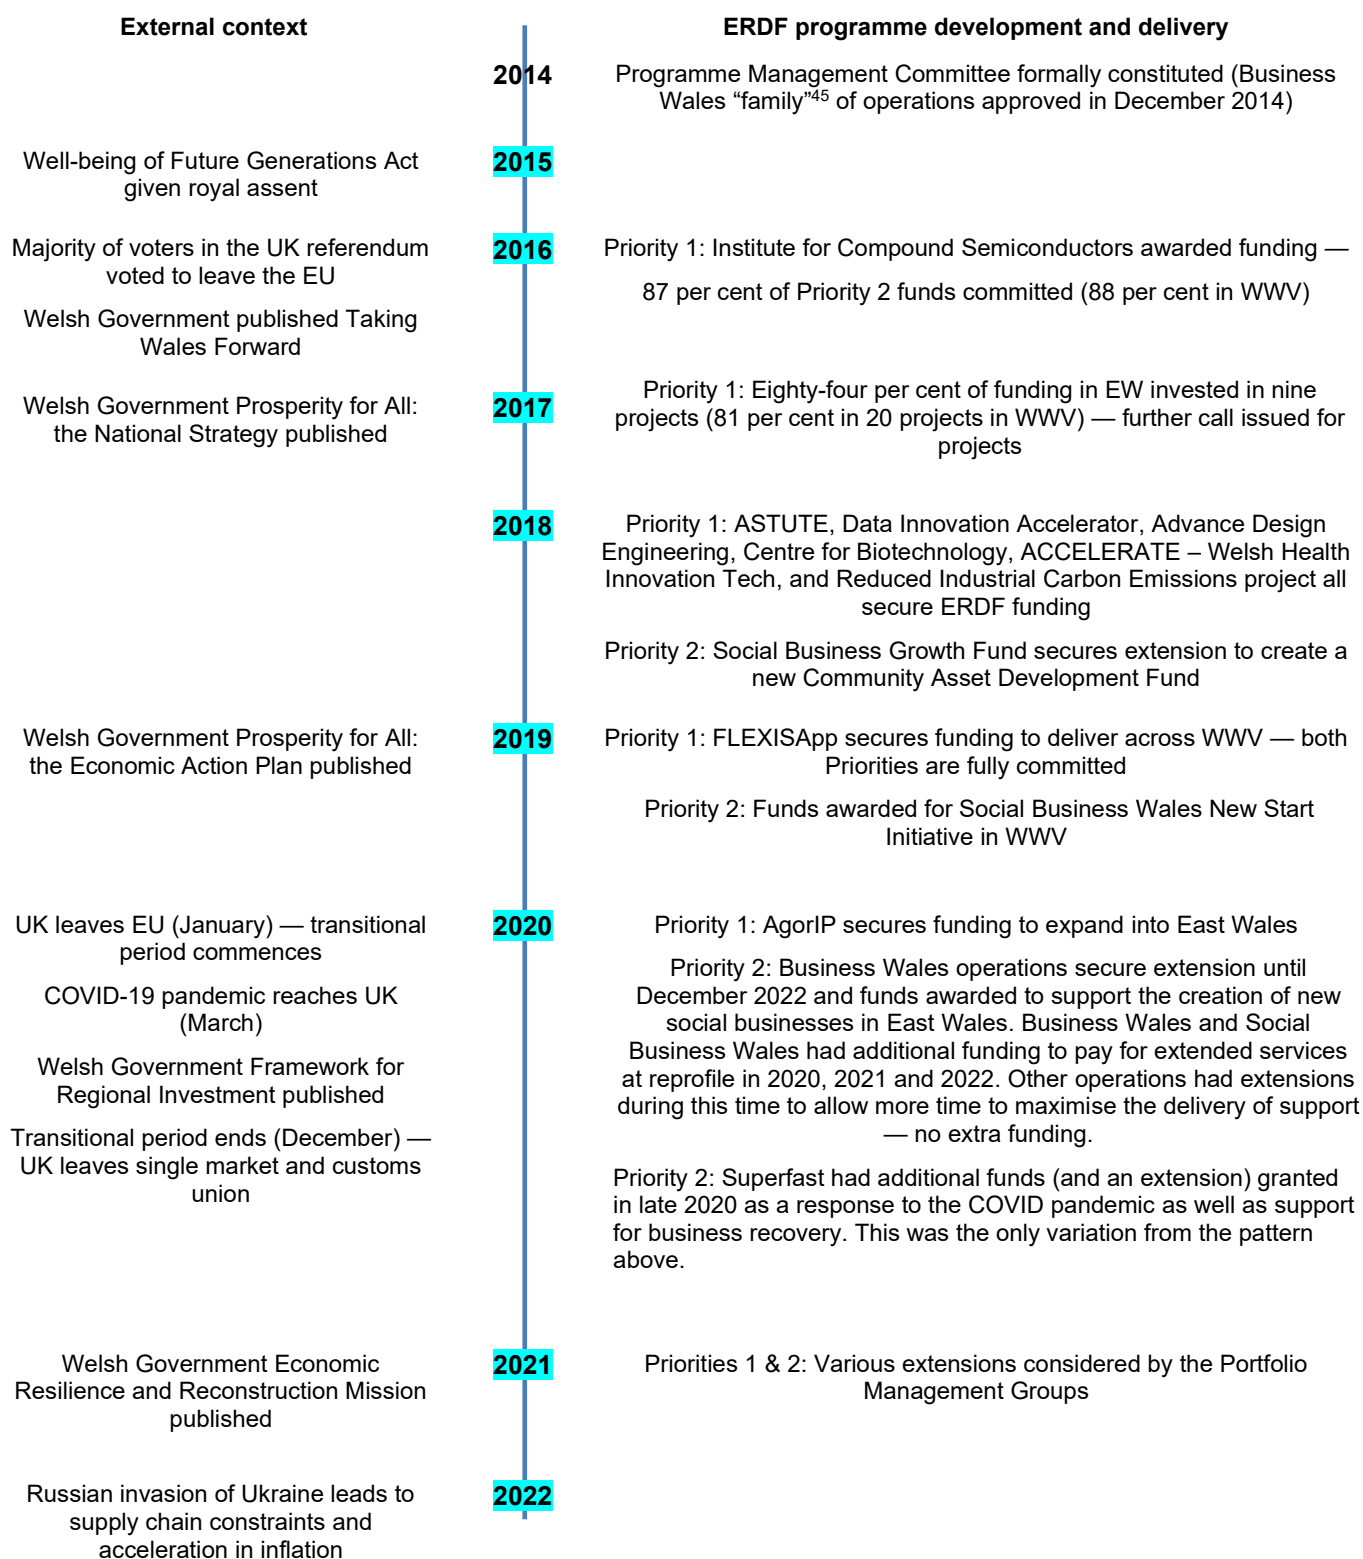 External context
ERDF programme development and delivery
2014
Programme Management Committee formally constituted (Business
Wales “family”45 of operations approved in December 2014)
Well-being of Future Generations Act
given royal assent
2015
Majority of voters in the UK referendum
voted to leave the EU
Welsh Government published Taking
Wales Forward
2016
Priority 1: Institute for Compound Semiconductors awarded funding —
87 per cent of Priority 2 funds committed (88 per cent in WWV)
Welsh Government Prosperity for All:
the National Strategy published
2017
Priority 1: Eighty-four per cent of funding in EW invested in nine
projects (81 per cent in 20 projects in WWV) — further call issued for
projects
2018
Priority 1: ASTUTE, Data Innovation Accelerator, Advance Design
Engineering, Centre for Biotechnology, ACCELERATE – Welsh Health
Innovation Tech, and Reduced Industrial Carbon Emissions project all
secure ERDF funding
Priority 2: Social Business Growth Fund secures extension to create a
new Community Asset Development Fund
Welsh Government Prosperity for All:
the Economic Action Plan published
2019
Priority 1: FLEXISApp secures funding to deliver across WWV — both
Priorities are fully committed
Priority 2: Funds awarded for Social Business Wales New Start
Initiative in WWV
UK leaves EU (January) — transitional
period commences
COVID-19 pandemic reaches UK
(March)
Welsh Government Framework for
Regional Investment published
Transitional period ends (December) —
UK leaves single market and customs
union
2020
Priority 1: AgorIP secures funding to expand into East Wales
Priority 2: Business Wales operations secure extension until
December 2022 and funds awarded to support the creation of new
social businesses in East Wales. Business Wales and Social
Business Wales had additional funding to pay for extended services
at reprofile in 2020, 2021 and 2022. Other operations had extensions
during this time to allow more time to maximise the delivery of support
— no extra funding.
Priority 2: Superfast had additional funds (and an extension) granted
in late 2020 as a response to the COVID pandemic as well as support
for business recovery. This was the only variation from the pattern
above.
Welsh Government Economic
Resilience and Reconstruction Mission
published
2021
Priorities 1 & 2: Various extensions considered by the Portfolio
Management Groups
Russian invasion of Ukraine leads to
supply chain constraints and
acceleration in inflation
2022